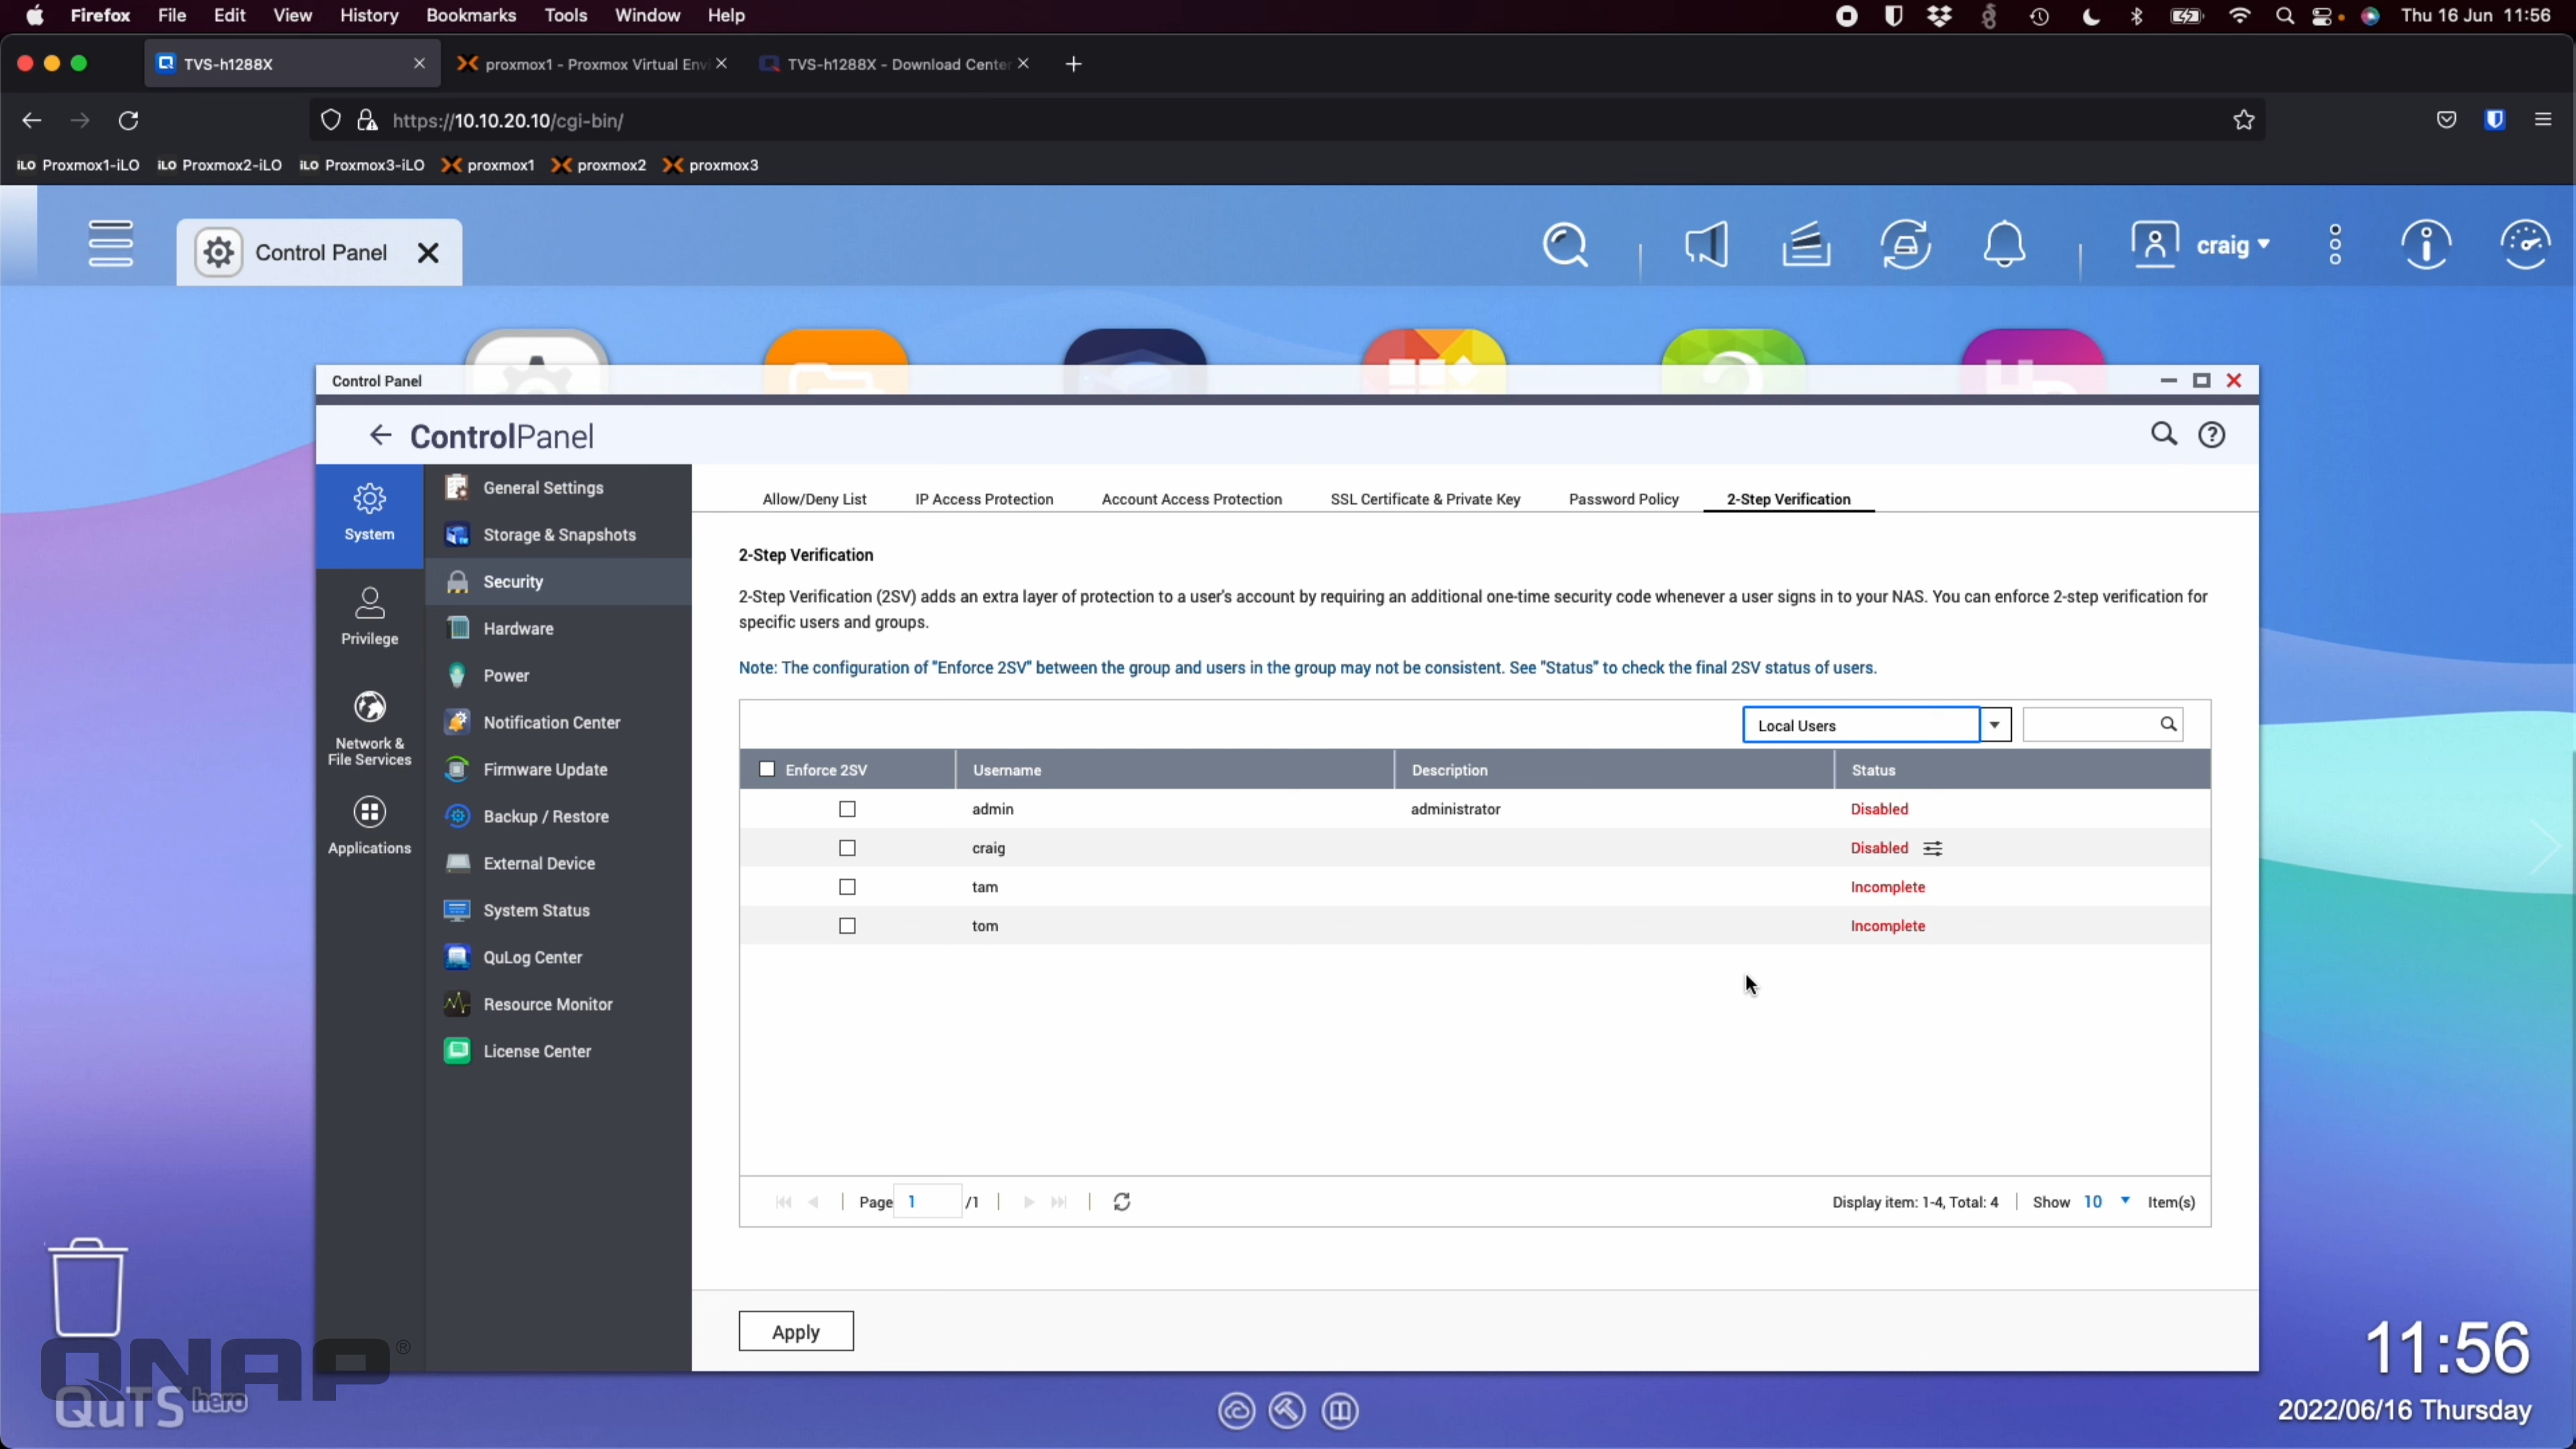 Firefox File Edit View History Bookmarks Tools Window Help Thu 16 Jun 11:56
TVS-h1288X proxmox1 - Proxmox Virtual Envi TVS-h1288X - Download Center
https://10.10.20.10/cgi-bin/
iLO Proxmox1-iLO iLO Proxmox2-iLO iLO Proxmox3-iLO proxmox1 proxmox2 proxmox3
Control Panel craig
Control Panel
ControlPanel
System
Privilege
Network &
File Services
Applications
General Settings
Storage & Snapshots
Security
Hardware
Power
Notification Center
Firmware Update
Backup / Restore
External Device
System Status
QuLog Center
Resource Monitor
License Center
Allow/Deny List IP Access Protection Account Access Protection SSL Certificate & Private Key Password Policy 2-Step Verification
2-Step Verification
2-Step Verification (2SV) adds an extra layer of protection to a user's account by requiring an additional one-time security code whenever a user signs in to your NAS. You can enforce 2-step verification for
specific users and groups.
Note: The configuration of "Enforce 2SV" between the group and users in the group may not be consistent. See "Status" to check the final 2SV status of users.
Local Users
Enforce 2SV Username Description Status
admin administrator Disabled
craig Disabled
tam Incomplete
tom Incomplete
Page 1 /1 Display item: 1-4, Total: 4 Show 10 Item(s)
Apply
QNAP®
QuTS hero
11:56
2022/06/16 Thursday